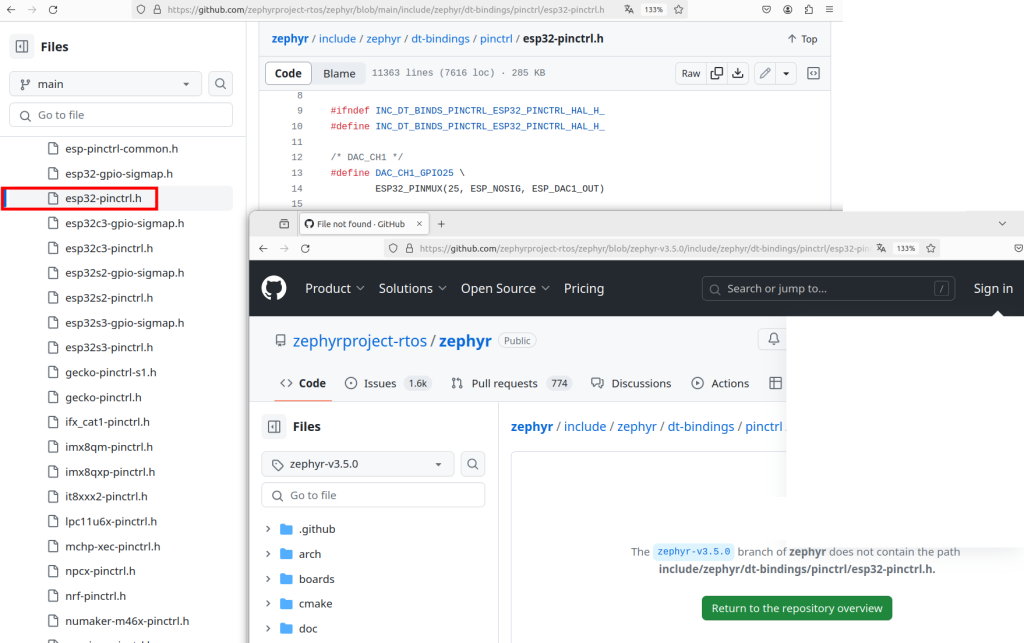 https://github.com/zephyrproject-rtos/zephyr/blob/main/include/zephyr/dt-bindings/pinctrl/esp32-pinctrl.h
133%
Files
main
Go to file
esp-pinctrl-common.h
esp32-gpio-sigmap.h
esp32-pinctrl.h
esp32c3-gpio-sigmap.h
esp32c3-pinctrl.h
esp32s2-gpio-sigmap.h
esp32s2-pinctrl.h
esp32s3-gpio-sigmap.h
esp32s3-pinctrl.h
gecko-pinctrl-s1.h
gecko-pinctrl.h
ifx_cat1-pinctrl.h
imx8qm-pinctrl.h
imx8qxp-pinctrl.h
it8xxx2-pinctrl.h
lpc11u6x-pinctrl.h
mchp-xec-pinctrl.h
npcx-pinctrl.h
nrf-pinctrl.h
numaker-m46x-pinctrl.h
zephyr / include / zephyr / dt-bindings / pinctrl / esp32-pinctrl.h
Top
Code Blame 11363 lines (7616 loc) · 285 KB
Raw
8
9 #ifndef INC_DT_BINDS_PINCTRL_ESP32_PINCTRL_HAL_H_
10 #define INC_DT_BINDS_PINCTRL_ESP32_PINCTRL_HAL_H_
11
12 /* DAC_CH1 */
13 #define DAC_CH1_GPIO25 \
14 ESP32_PINMUX(25, ESP_NOSIG, ESP_DAC1_OUT)
15
File not found · GitHub
https://github.com/zephyrproject-rtos/zephyr/blob/zephyr-v3.5.0/include/zephyr/dt-bindings/pinctrl/esp32-pin
133%
Product Solutions Open Source Pricing
Search or jump to... /
Sign in
zephyrproject-rtos / zephyr Public
Code Issues 1.6k Pull requests 774 Discussions Actions
Files
zephyr-v3.5.0
Go to file
.github
arch
boards
cmake
doc
zephyr / include / zephyr / dt-bindings / pinctrl
The zephyr-v3.5.0 branch of zephyr does not contain the path
include/zephyr/dt-bindings/pinctrl/esp32-pinctrl.h.
Return to the repository overview